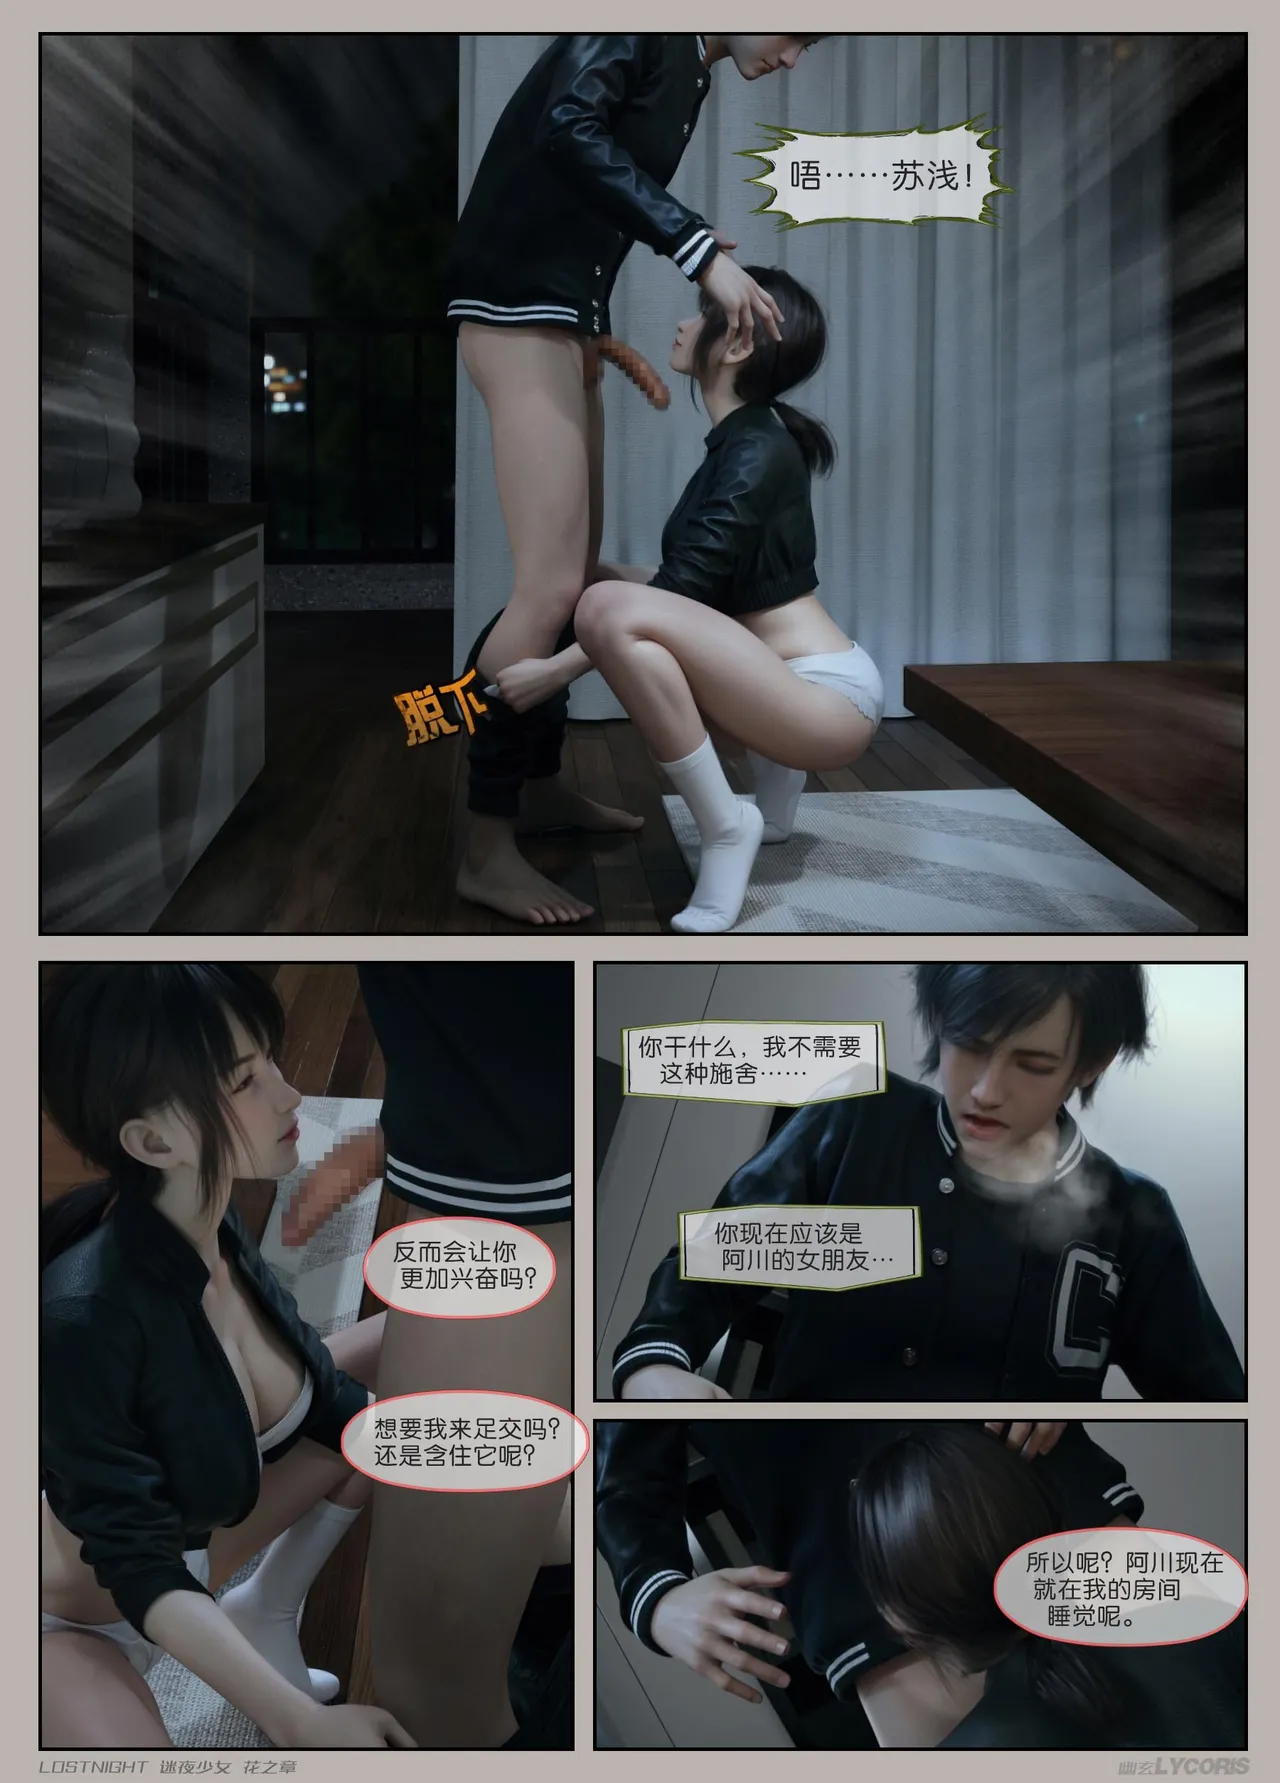 唔……苏浅！
脱下
反而会让你
更加兴奋吗？
想要我来足交吗？
还是含住它呢？
你干什么，我不需要
这种施舍……
你现在应该是
阿川的女朋友…
所以呢？阿川现在
就在我的房间
睡觉呢。
C
LOSTNIGHT 迷夜少女 花之章
幽玄LYCORIS